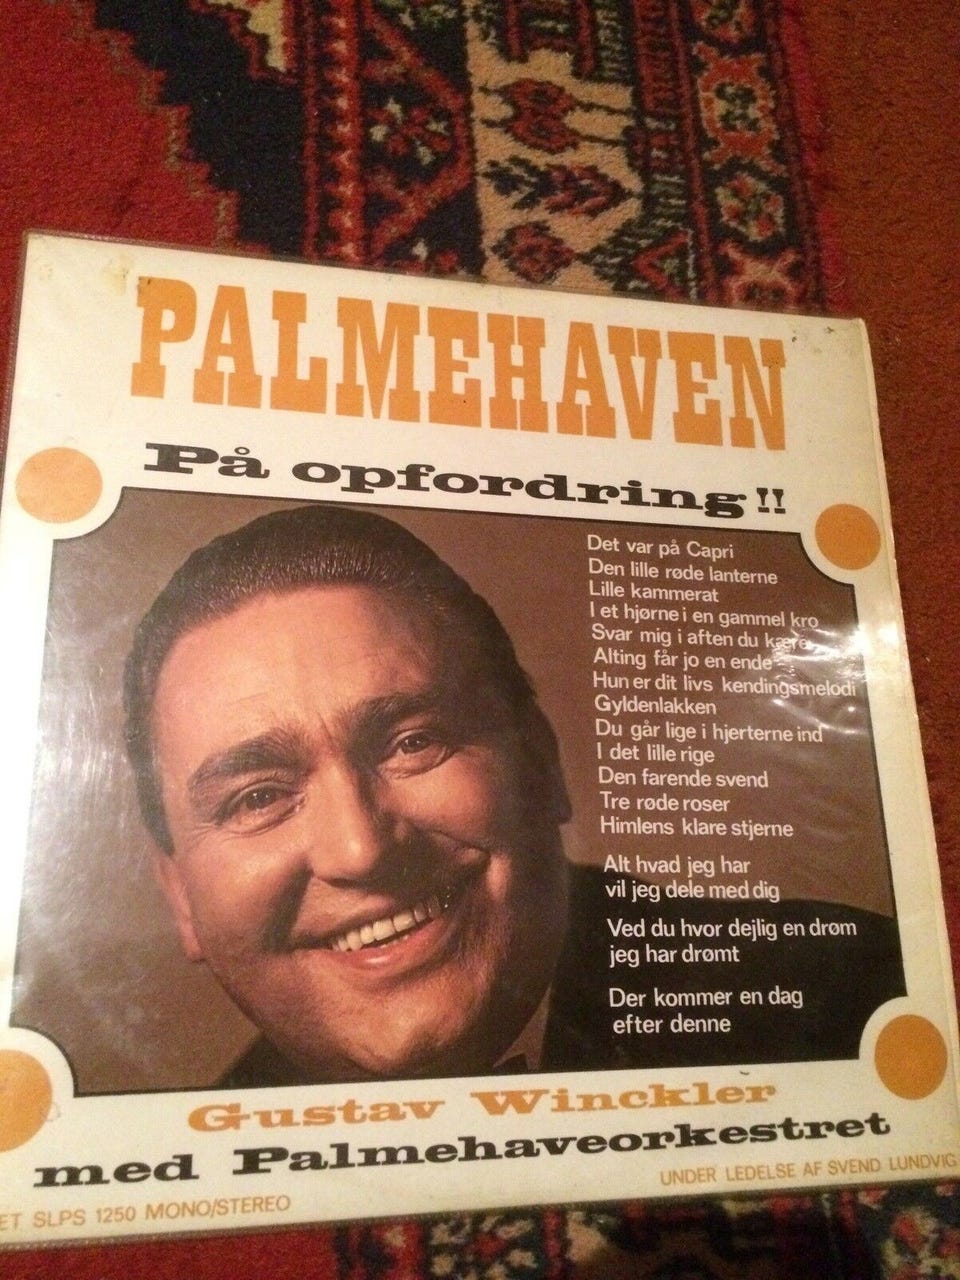 PALMEHAVEN
På opfordring!!
Det var på Capri
Den lille røde lanterne
Lille kammerat
I et hjørne i en gammel kro
Svar mig i aften du kære
Alting får jo en ende
Hun er dit livs kendingsmelodi
Gyldenlakken
Du går lige i hjerterne ind
I det lille rige
Den farende svend
Tre røde roser
Himlens klare stjerne
Alt hvad jeg har
vil jeg dele med dig
Ved du hvor dejlig en drøm
jeg har drømt
Der kommer en dag
efter denne
Gustav Winckler
med Palmehaveorkestret
UNDER LEDELSE AF SVEND LUNDVIG
ET SLPS 1250 MONO/STEREO